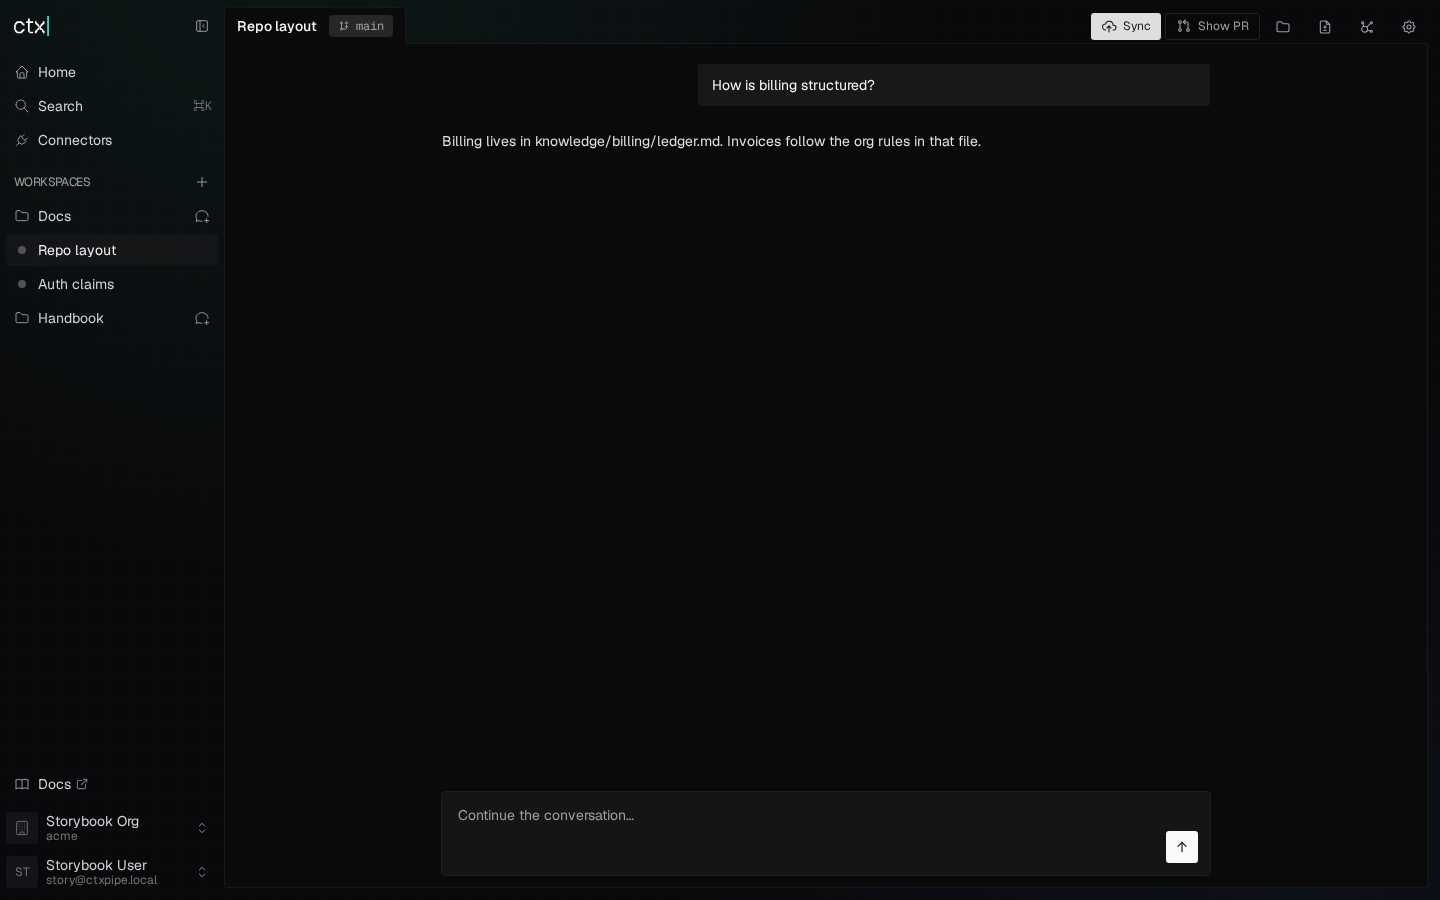 ctx
Home
Search ⌘K
Connectors
WORKSPACES
Docs
Repo layout
Auth claims
Handbook
Docs
Storybook Org
acme
ST
Storybook User
story@ctxpipe.local
Repo layout main
Sync Show PR
How is billing structured?
Billing lives in knowledge/billing/ledger.md. Invoices follow the org rules in that file.
Continue the conversation...